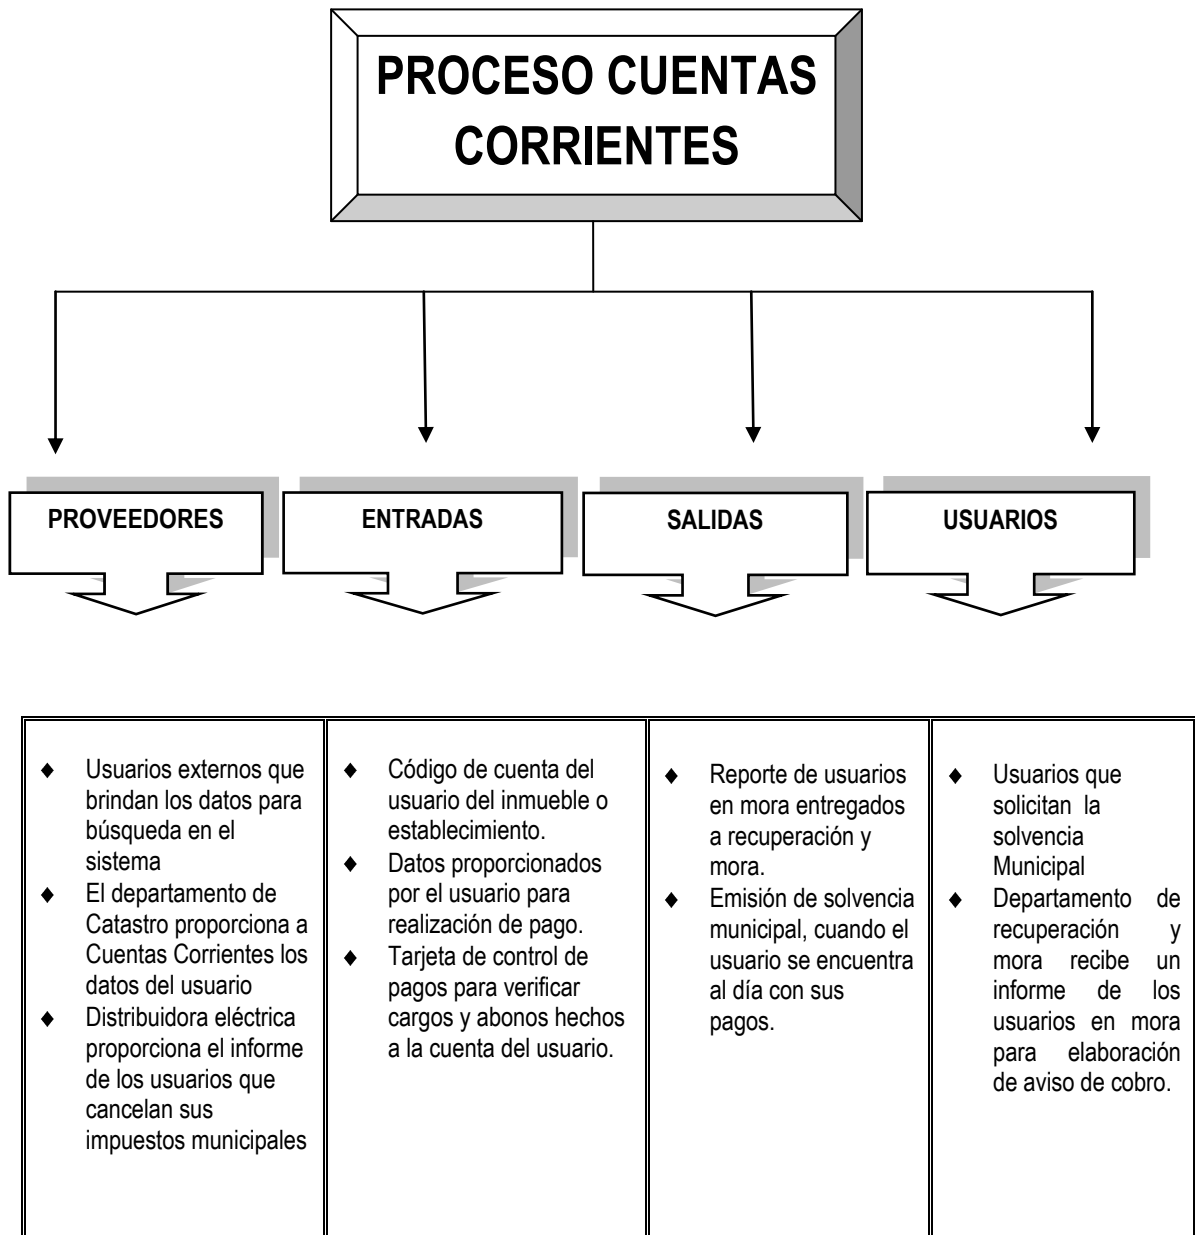 PROCESO CUENTAS
CORRIENTES
PROVEEDORES
ENTRADAS
SALIDAS
USUARIOS
♦ Usuarios externos que
brindan los datos para
búsqueda en el
sistema
♦ El departamento de
Catastro proporciona a
Cuentas Corrientes los
datos del usuario
♦ Distribuidora eléctrica
proporciona el informe
de los usuarios que
cancelan sus
impuestos municipales
♦ Código de cuenta del
usuario del inmueble o
establecimiento.
♦ Datos proporcionados
por el usuario para
realización de pago.
♦ Tarjeta de control de
pagos para verificar
cargos y abonos hechos
a la cuenta del usuario.
♦ Reporte de usuarios
en mora entregados
a recuperación y
mora.
♦ Emisión de solvencia
municipal, cuando el
usuario se encuentra
al día con sus
pagos.
♦ Usuarios que
solicitan la
solvencia
Municipal
♦ Departamento de
recuperación y
mora recibe un
informe de los
usuarios en mora
para elaboración
de aviso de cobro.